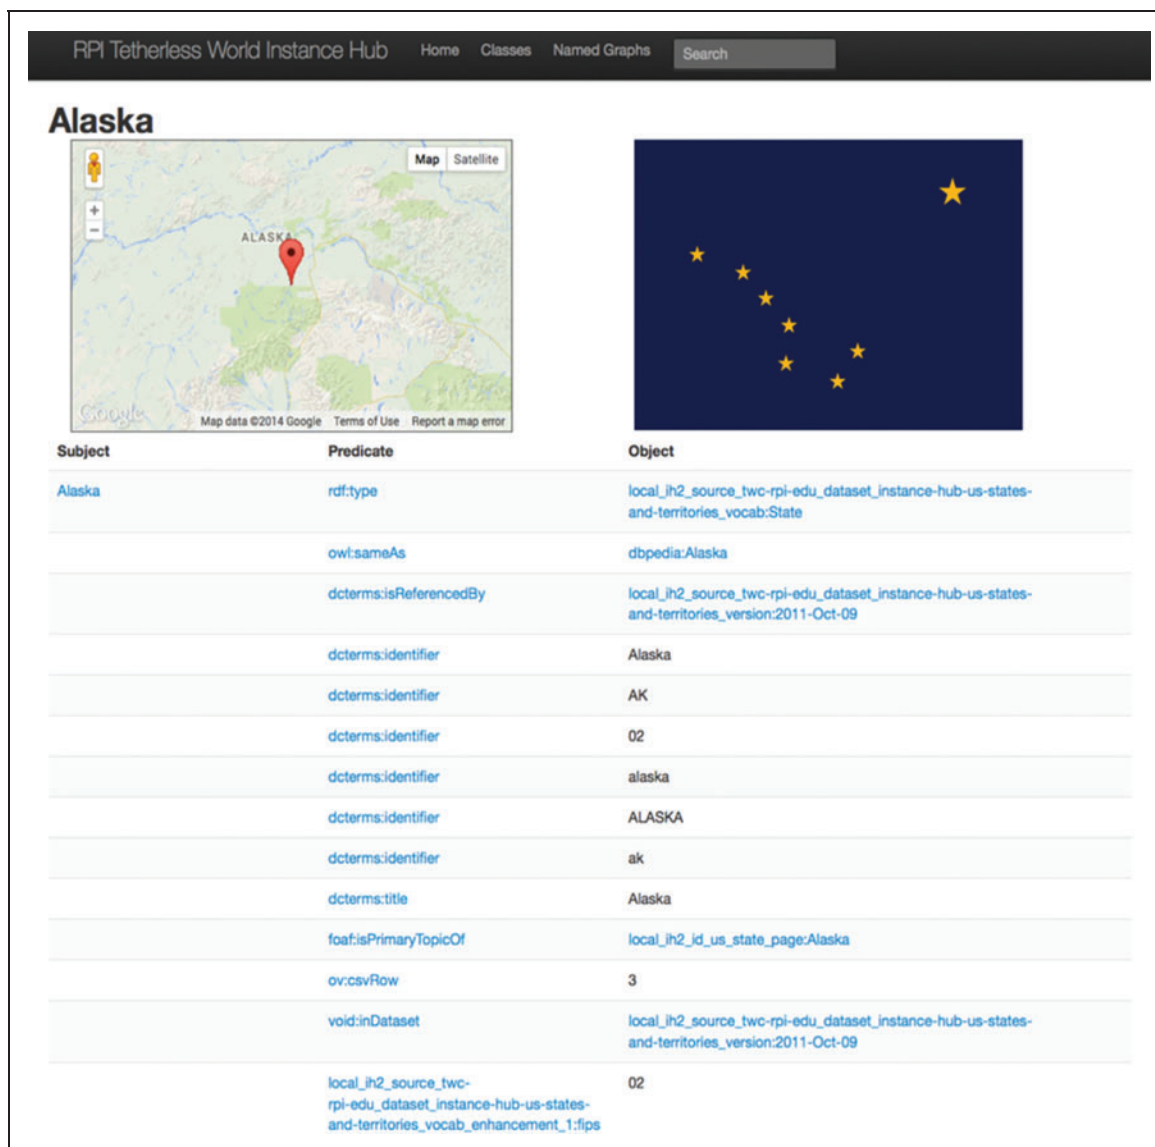 RPI Tetherless World Instance Hub Home Classes Named Graphs Search
Alaska
Map Satellite
+
−
ALASKA
Google Map data ©2014 Google Terms of Use Report a map error
Subject Predicate Object
Alaska rdf:type local_ih2_source_twc-rpi-edu_dataset_instance-hub-us-states-
and-territories_vocab:State
owl:sameAs dbpedia:Alaska
dcterms:isReferencedBy local_ih2_source_twc-rpi-edu_dataset_instance-hub-us-states-
and-territories_version:2011-Oct-09
dcterms:identifier Alaska
dcterms:identifier AK
dcterms:identifier 02
dcterms:identifier alaska
dcterms:identifier ALASKA
dcterms:identifier ak
dcterms:title Alaska
foaf:isPrimaryTopicOf local_ih2_id_us_state_page:Alaska
ov:csvRow 3
void:inDataset local_ih2_source_twc-rpi-edu_dataset_instance-hub-us-states-
and-territories_version:2011-Oct-09
local_ih2_source_twc- 02
rpi-edu_dataset_instance-hub-us-states-
and-territories_vocab_enhancement_1:fips